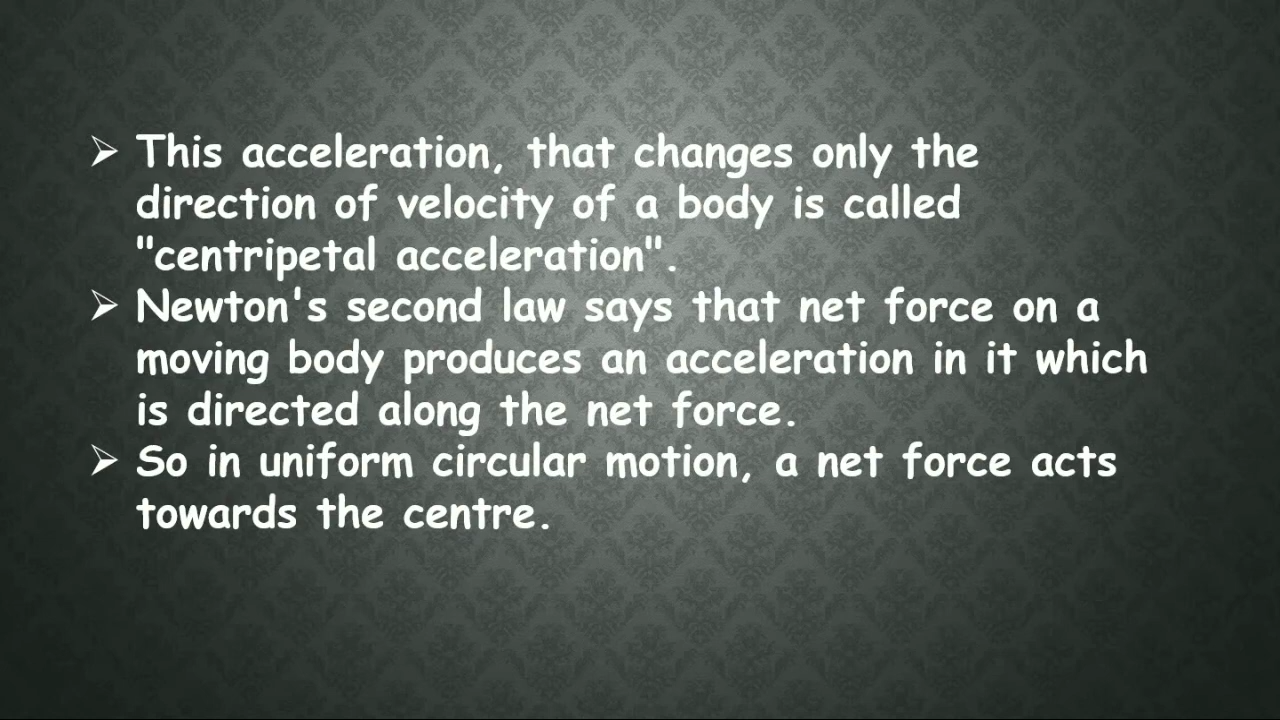 ➢ This acceleration, that changes only the
direction of velocity of a body is called
"centripetal acceleration".
➢ Newton's second law says that net force on a
moving body produces an acceleration in it which
is directed along the net force.
➢ So in uniform circular motion, a net force acts
towards the centre.